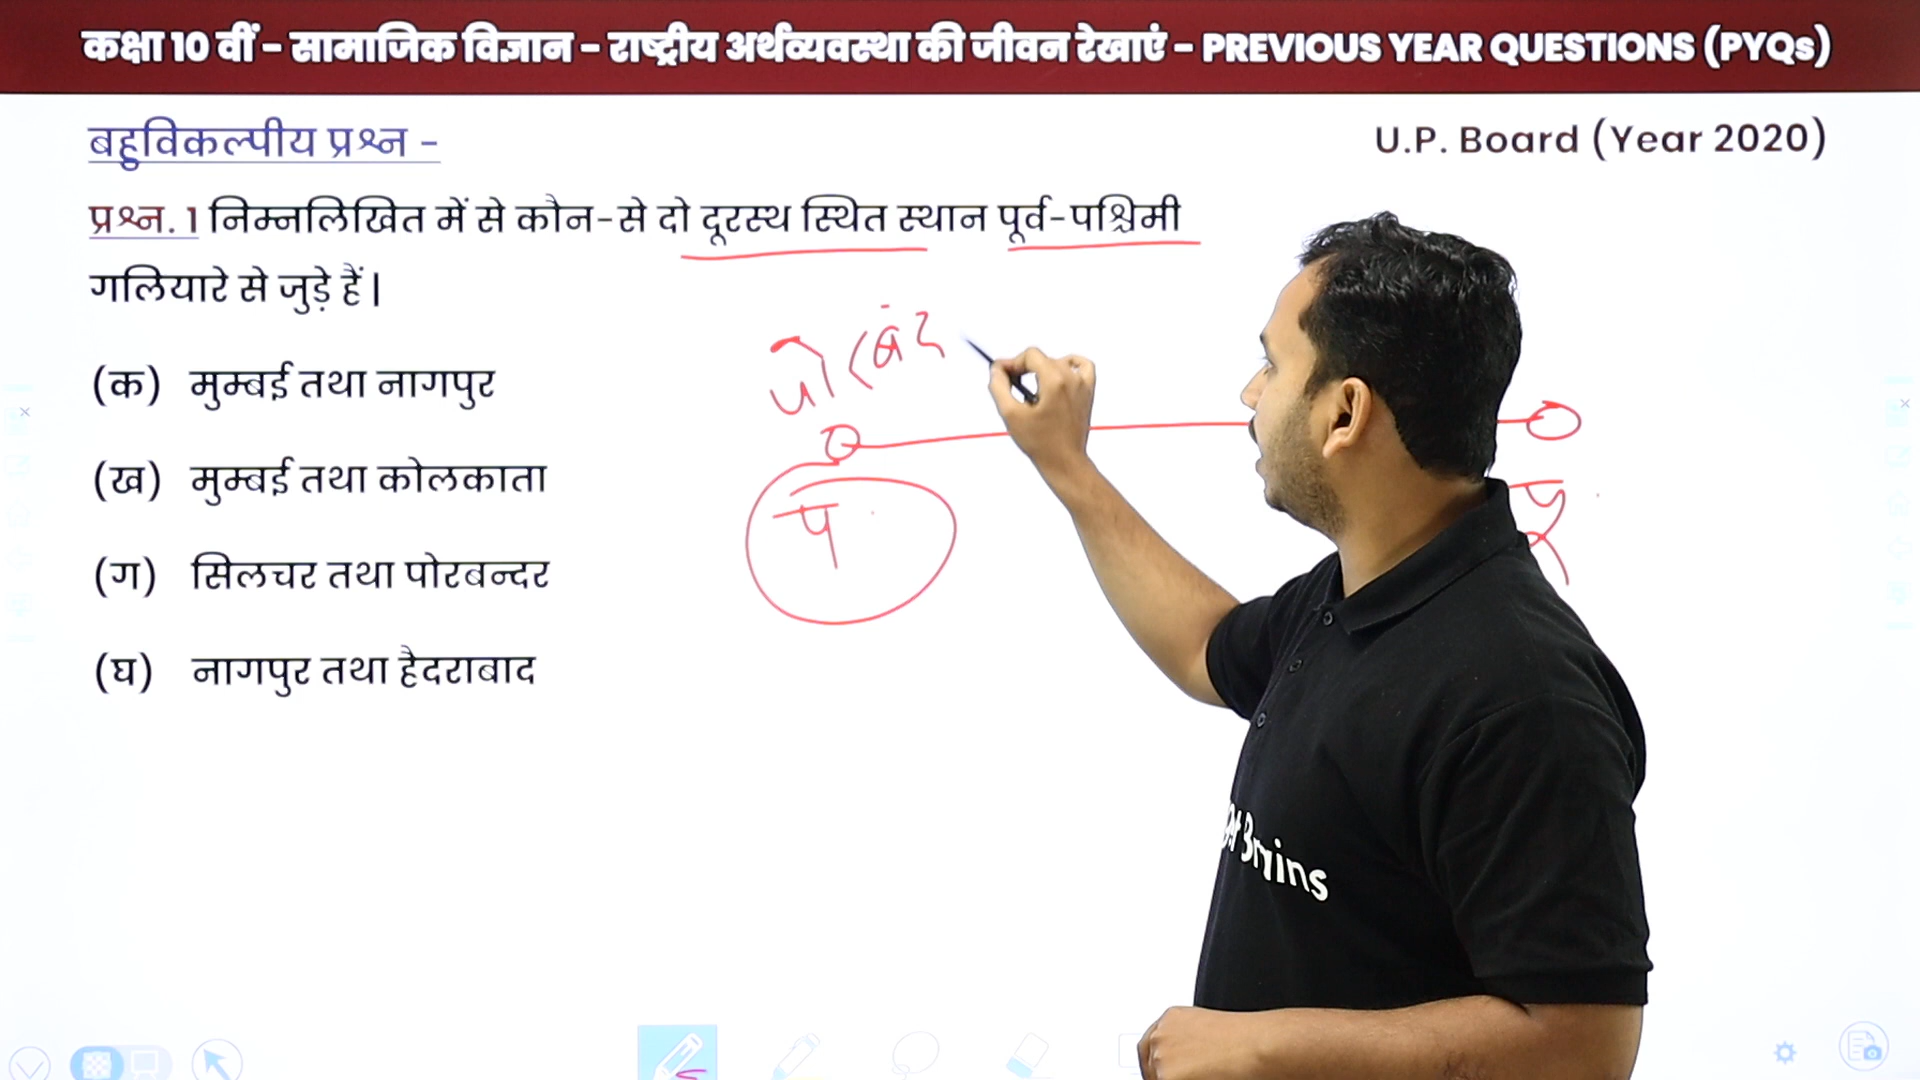 कक्षा 10 वीं – सामाजिक विज्ञान – राष्ट्रीय अर्थव्यवस्था की जीवन रेखाएं – PREVIOUS YEAR QUESTIONS (PYQs)
बहुविकल्पीय प्रश्न –
U.P. Board (Year 2020)
प्रश्न. 1 निम्नलिखित में से कौन-से दो दूरस्थ स्थित स्थान पूर्व-पश्चिमी
गलियारे से जुड़े हैं।
(क) मुम्बई तथा नागपुर
(ख) मुम्बई तथा कोलकाता
(ग) सिलचर तथा पोरबन्दर
(घ) नागपुर तथा हैदराबाद
पोरबंद
प
पू
Brains